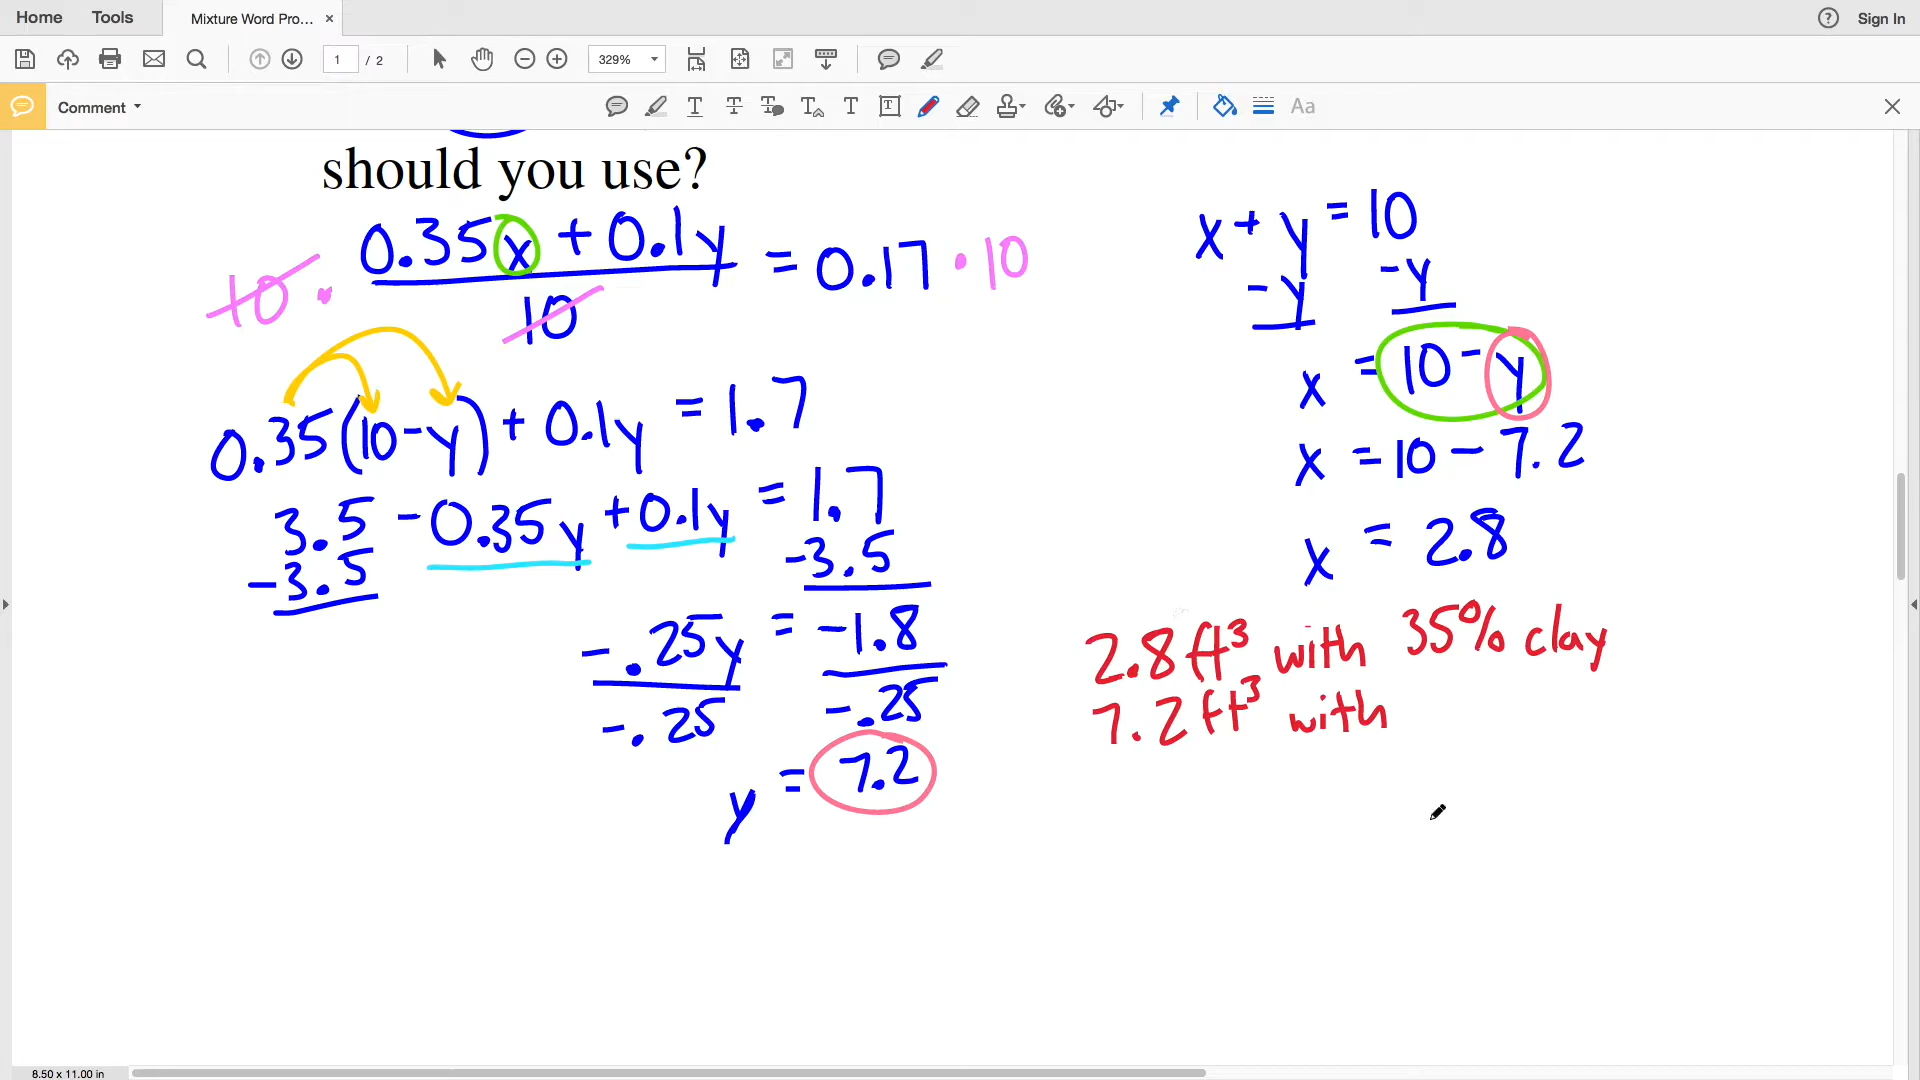 Home Tools Mixture Word Pro... × ? Sign In
1 / 2 329%
Comment T T T T T T Aa
should you use?
10 · 0.35x + 0.1y = 0.17 · 10
10
0.35(10-y) + 0.1y = 1.7
3.5 - 0.35y + 0.1y = 1.7
-3.5 -3.5
-.25y = -1.8
-.25 -.25
y = 7.2
x + y = 10
-y -y
x = 10 - y
x = 10 - 7.2
x = 2.8
2.8 ft³ with 35% clay
7.2 ft³ with
8.50 x 11.00 in